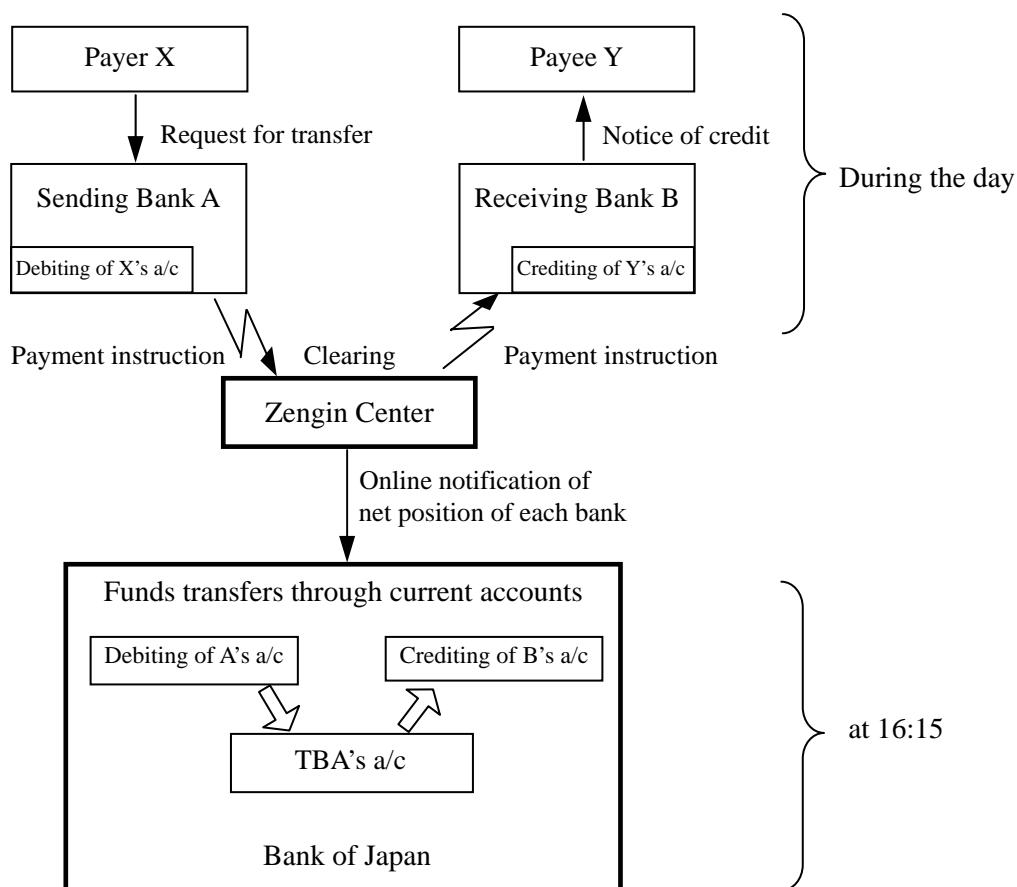 Payer X
Payee Y
Request for transfer
Notice of credit
During the day
Sending Bank A
Receiving Bank B
Debiting of X’s a/c
Crediting of Y’s a/c
Payment instruction
Clearing
Payment instruction
Zengin Center
Online notification of
net position of each bank
Funds transfers through current accounts
Debiting of A’s a/c
Crediting of B’s a/c
at 16:15
TBA’s a/c
Bank of Japan